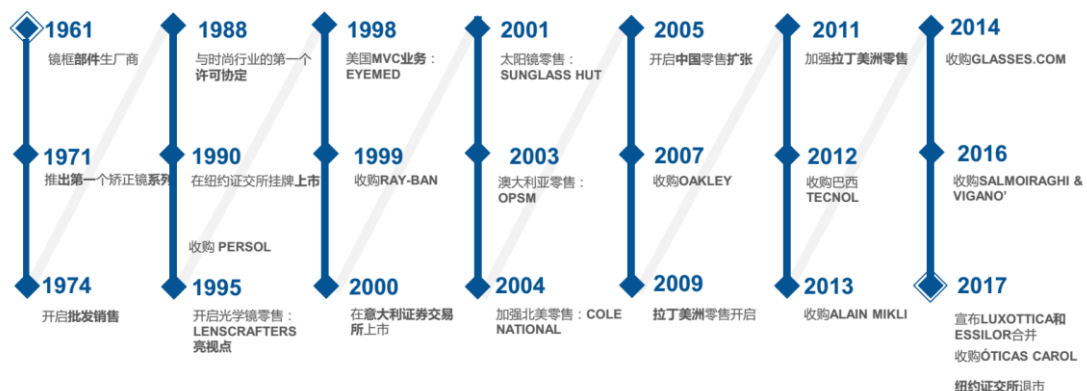 1961
镜框部件生厂商
1971
推出第一个矫正镜系列
1974
开启批发销售
1988
与时尚行业的第一个
许可协定
1990
在纽约证交所挂牌上市
收购 PERSOL
1995
开启光学镜零售：
LENSCRAFTERS
亮视点
1998
美国MVC业务：
EYEMED
1999
收购RAY-BAN
2000
在意大利证券交易
所上市
2001
太阳镜零售：
SUNGLASS HUT
2003
澳大利亚零售：
OPSM
2004
加强北美零售：COLE
NATIONAL
2005
开启中国零售扩张
2007
收购OAKLEY
2009
拉丁美洲零售开启
2011
加强拉丁美洲零售
2012
收购巴西
TECNOL
2013
收购ALAIN MIKLI
2014
收购GLASSES.COM
2016
收购SALMOIRAGHI &
VIGANO'
2017
宣布LUXOTTICA和
ESSILOR合并
收购ÓTICAS CAROL
纽约证交所退市